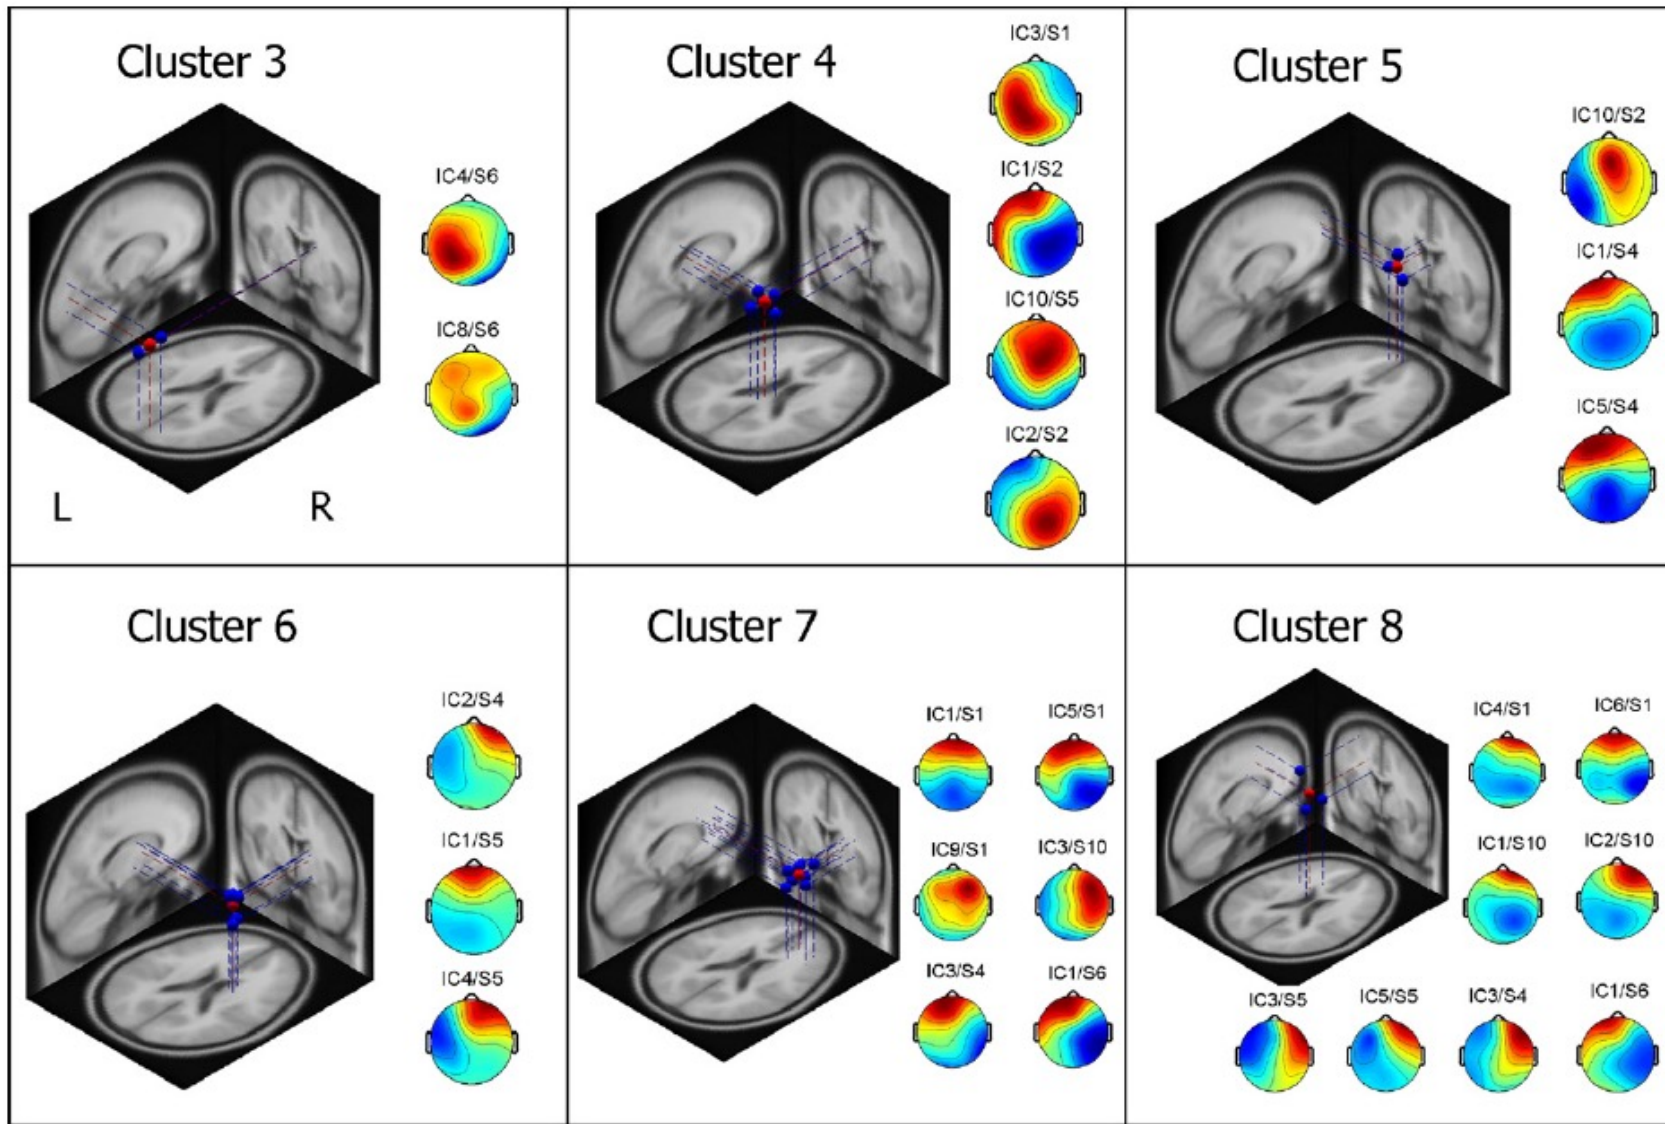 Cluster 3
IC4/S6
IC8/S6
L R
Cluster 4
IC3/S1
IC1/S2
IC10/S5
IC2/S2
Cluster 5
IC10/S2
IC1/S4
IC5/S4
Cluster 6
IC2/S4
IC1/S5
IC4/S5
Cluster 7
IC1/S1 IC5/S1
IC9/S1 IC3/S10
IC3/S4 IC1/S6
Cluster 8
IC4/S1 IC6/S1
IC1/S10 IC2/S10
IC3/S5 IC5/S5 IC3/S4 IC1/S6